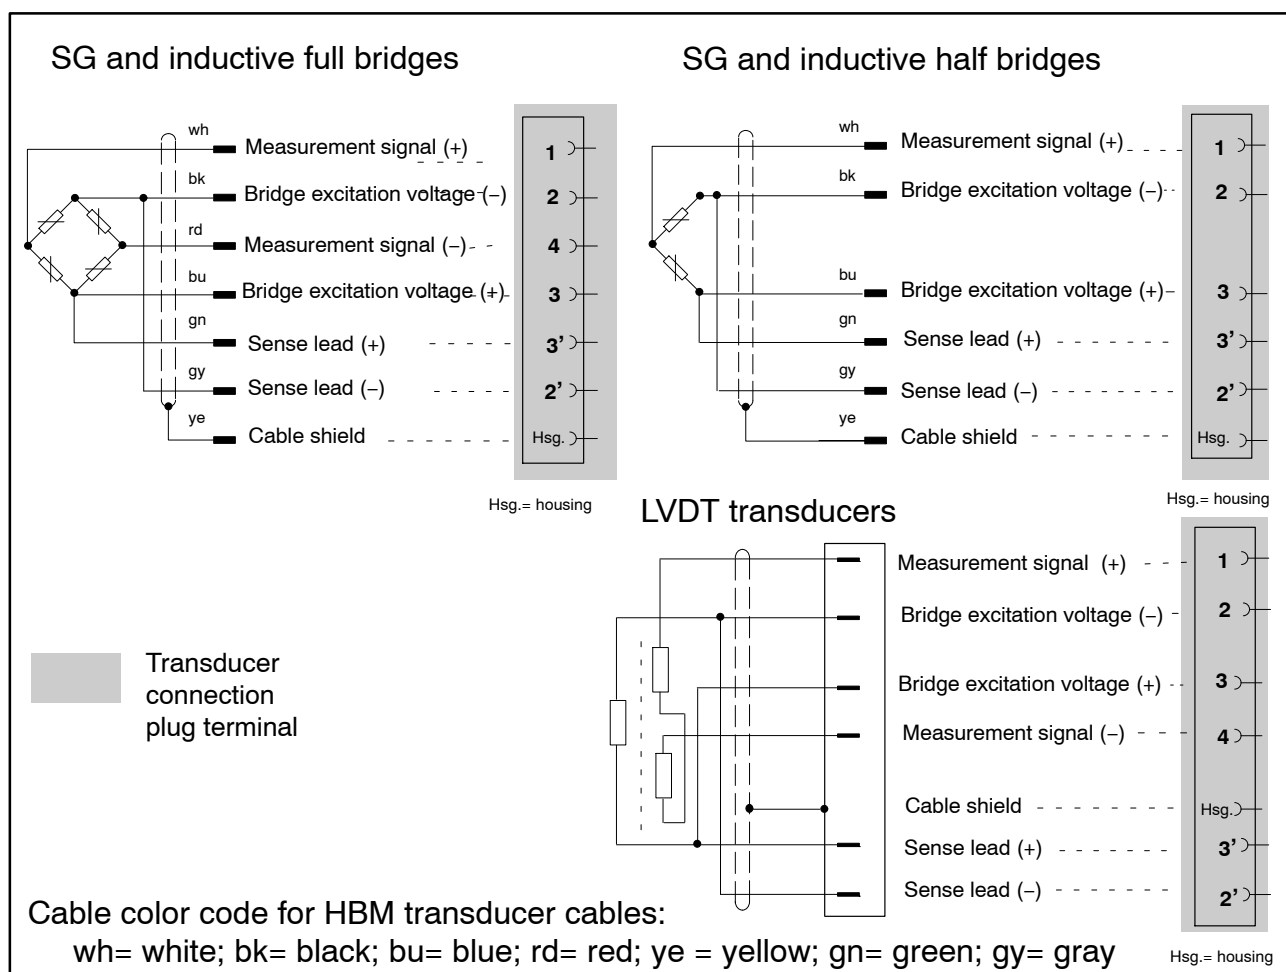 SG and inductive full bridges
wh Measurement signal (+) 1
bk Bridge excitation voltage (−) 2
rd Measurement signal (−) 4
bu Bridge excitation voltage (+) 3
gn Sense lead (+) 3’
gy Sense lead (−) 2’
ye Cable shield Hsg.
Hsg.= housing
SG and inductive half bridges
wh Measurement signal (+) 1
bk Bridge excitation voltage (−) 2
bu Bridge excitation voltage (+) 3
gn Sense lead (+) 3’
gy Sense lead (−) 2’
ye Cable shield Hsg.
Hsg.= housing
LVDT transducers
Measurement signal (+) 1
Bridge excitation voltage (−) 2
Bridge excitation voltage (+) 3
Measurement signal (−) 4
Cable shield Hsg.
Sense lead (+) 3’
Sense lead (−) 2’
Hsg.= housing
Transducer
connection
plug terminal
Cable color code for HBM transducer cables:
wh= white; bk= black; bu= blue; rd= red; ye = yellow; gn= green; gy= gray